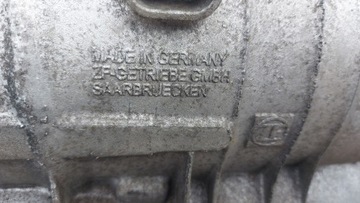 MADE IN GERMANY
ZF-GETRIEBE GMBH
SAARBRUECKEN